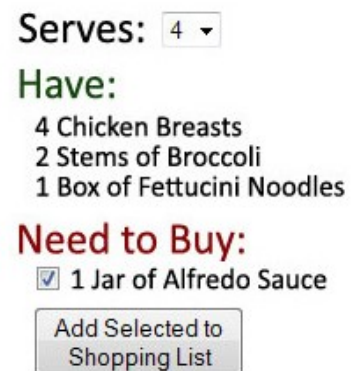 Serves: 4
Have:
4 Chicken Breasts
2 Stems of Broccoli
1 Box of Fettucini Noodles
Need to Buy:
1 Jar of Alfredo Sauce
Add Selected to
Shopping List